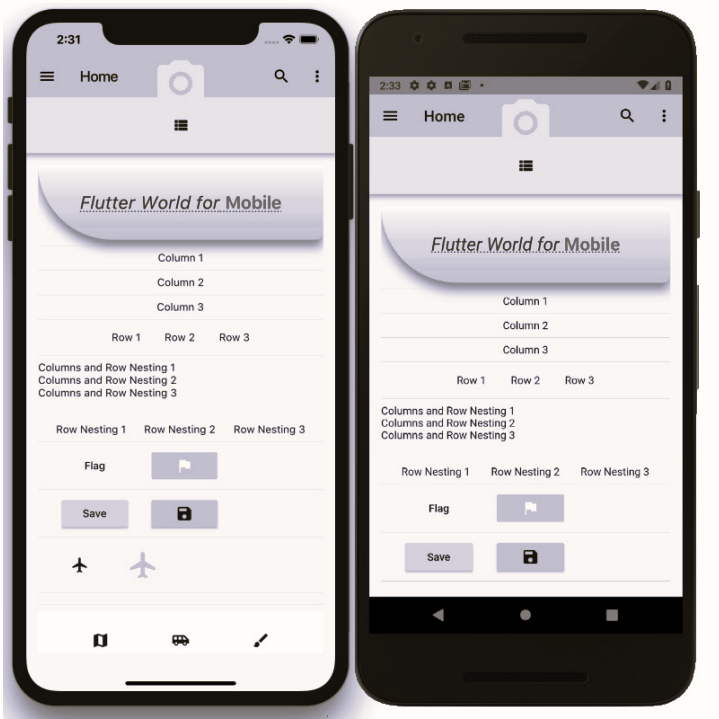 2:31
Home
Flutter World for Mobile
Column 1
Column 2
Column 3
Row 1 Row 2 Row 3
Columns and Row Nesting 1
Columns and Row Nesting 2
Columns and Row Nesting 3
Row Nesting 1 Row Nesting 2 Row Nesting 3
Flag
Save
2:33
Home
Flutter World for Mobile
Column 1
Column 2
Column 3
Row 1 Row 2 Row 3
Columns and Row Nesting 1
Columns and Row Nesting 2
Columns and Row Nesting 3
Row Nesting 1 Row Nesting 2 Row Nesting 3
Flag
Save